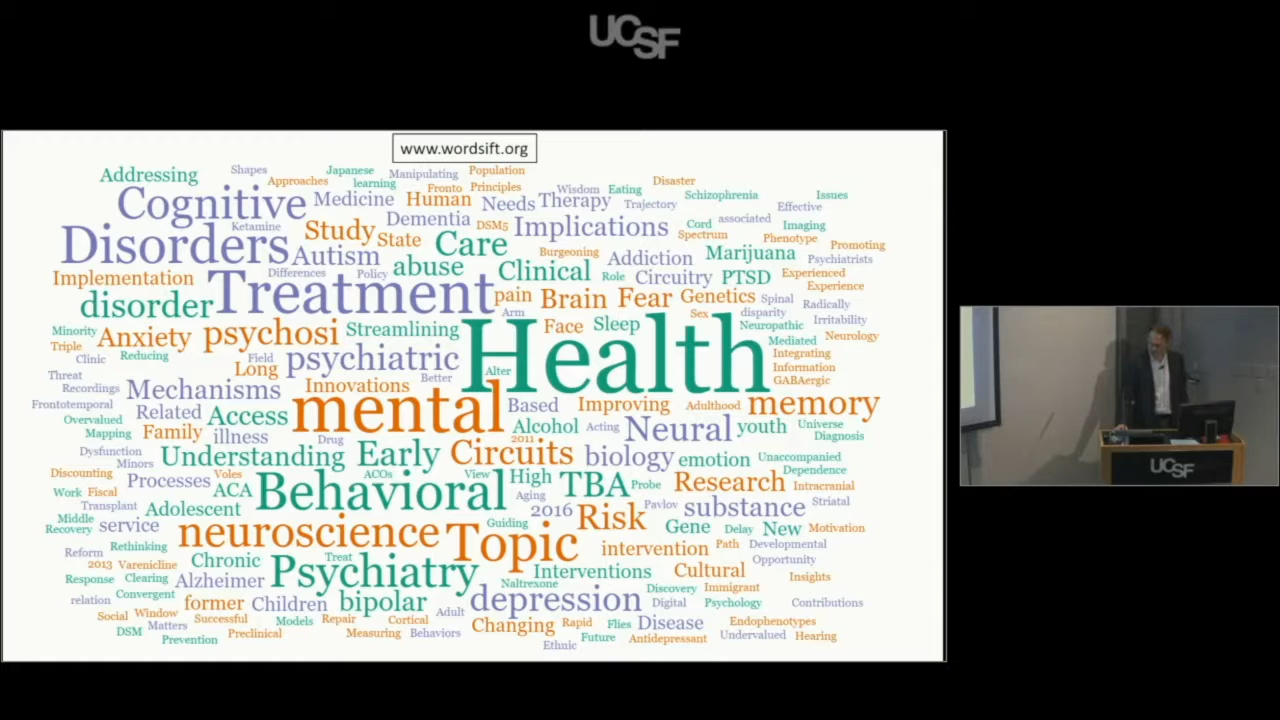 UCSF
www.wordsift.org
Addressing Shapes Approaches Japanese learning Manipulating Population
Fronto Principles Wisdom Eating Disaster Schizophrenia Issues
Cognitive Medicine Human Needs Therapy Trajectory Effective
Ketamine Study State Dementia DSM5 Implications Cord associated Imaging
Disorders Autism Care Burgeoning Spectrum Phenotype Promoting
Implementation Differences Policy abuse Clinical Role Addiction Circuitry Marijuana PTSD Psychiatrists Experienced Experience
disorder Treatment pain Arm Brain Fear Genetics Sex Spinal disparity Radically Irritability
Minority Triple Anxiety psychosi Streamlining Face Sleep Neuropathic Mediated Neurology
Clinic Reducing Field Long psychiatric Better Alter Health Integrating Information GABAergic
Threat Recordings Mechanisms Innovations
Frontotemporal Overvalued Related Access mental Based Improving Adulthood memory
Mapping Family illness Drug Alcohol Acting Neural youth Universe Diagnosis
Dysfunction Minors Understanding Early Circuits 2011 biology emotion Unaccompanied Dependence
Discounting Processes Voles ACOs View High TBA Probe Research Intracranial
Work Fiscal ACA Behavioral Aging 2016 Risk Pavlov substance Striatal
Transplant Middle Recovery service Adolescent neuroscience Guiding Topic Gene Delay New Motivation
Reform Rethinking Chronic Treat intervention Path Developmental Opportunity
2013 Varenicline Response Clearing Alzheimer Psychiatry Naltrexone Interventions Cultural Insights
relation Convergent former Children bipolar Adult depression Discovery Immigrant Digital Psychology Contributions
Social Window Matters Successful Models Repair Cortical Changing Rapid Flies Disease Endophenotypes
DSM Prevention Preclinical Measuring Behaviors Ethnic Future Antidepressant Undervalued Hearing
UCSF